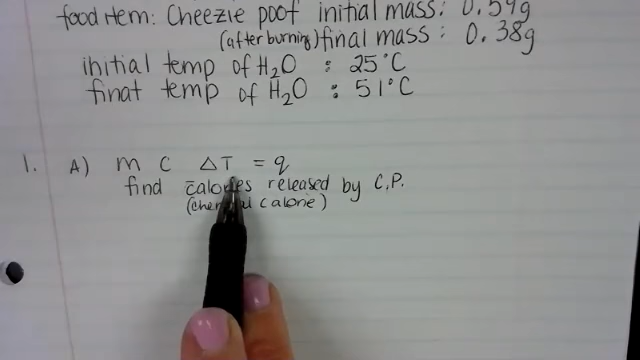 food item: Cheezie poof initial mass: 0.54g
(after burning) final mass: 0.38g
initial temp of H₂O : 25°C
final temp of H₂O : 51°C
1. A) m C ΔT = q
find calories released by C.P.
calorie)